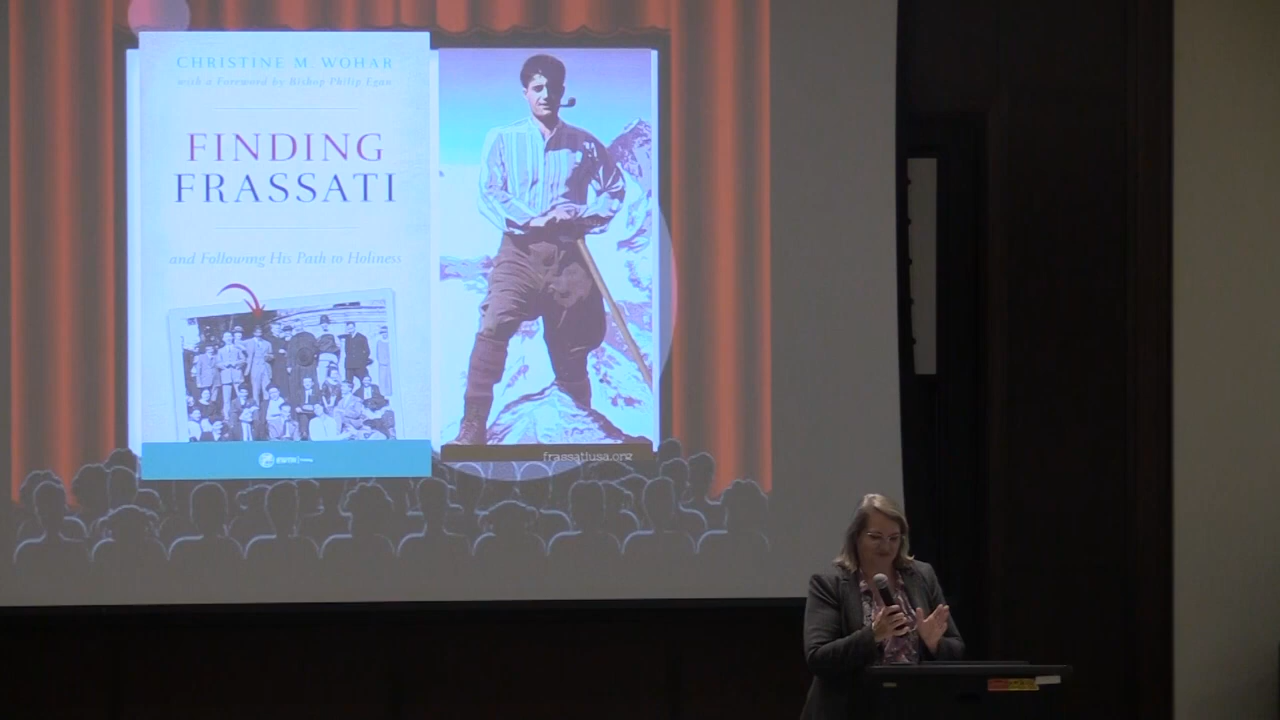 CHRISTINE M. WOHAR
with a Foreword by Bishop Philip Egan
FINDING
FRASSATI
and Following His Path to Holiness
frassatiusa.org